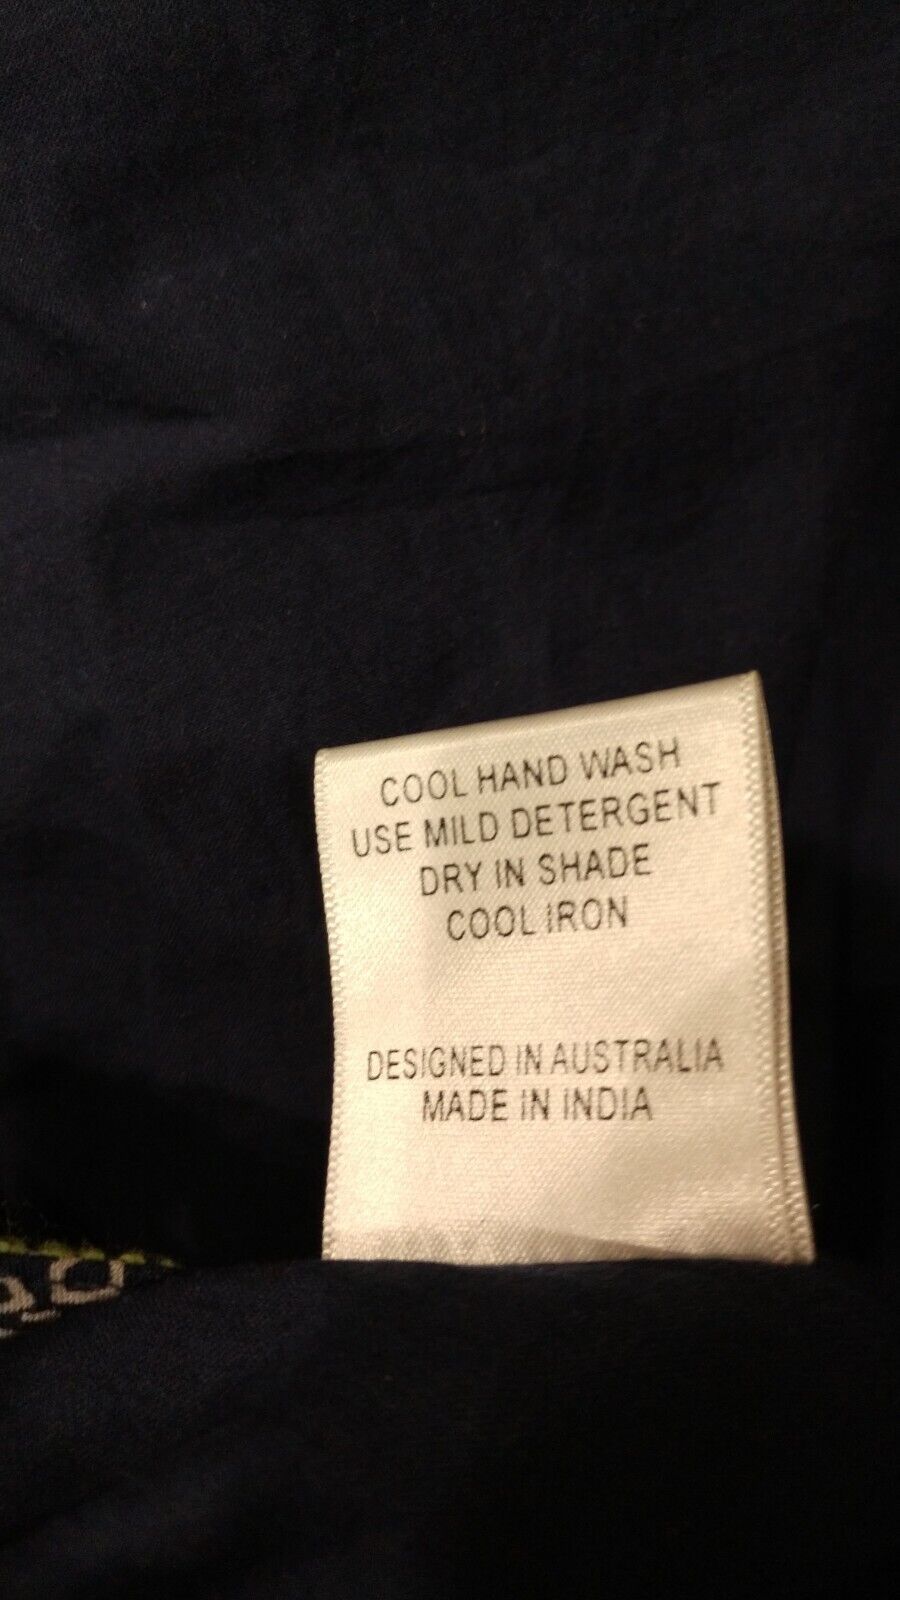 COOL HAND WASH
USE MILD DETERGENT
DRY IN SHADE
COOL IRON
DESIGNED IN AUSTRALIA
MADE IN INDIA